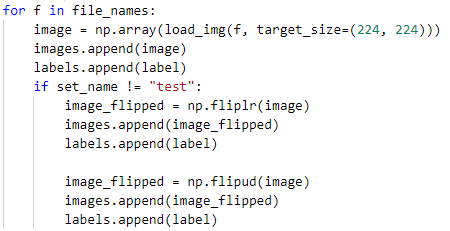 for f in file_names:
    image = np.array(load_img(f, target_size=(224, 224)))
    images.append(image)
    labels.append(label)
    if set_name != "test":
        image_flipped = np.fliplr(image)
        images.append(image_flipped)
        labels.append(label)

        image_flipped = np.flipud(image)
        images.append(image_flipped)
        labels.append(label)